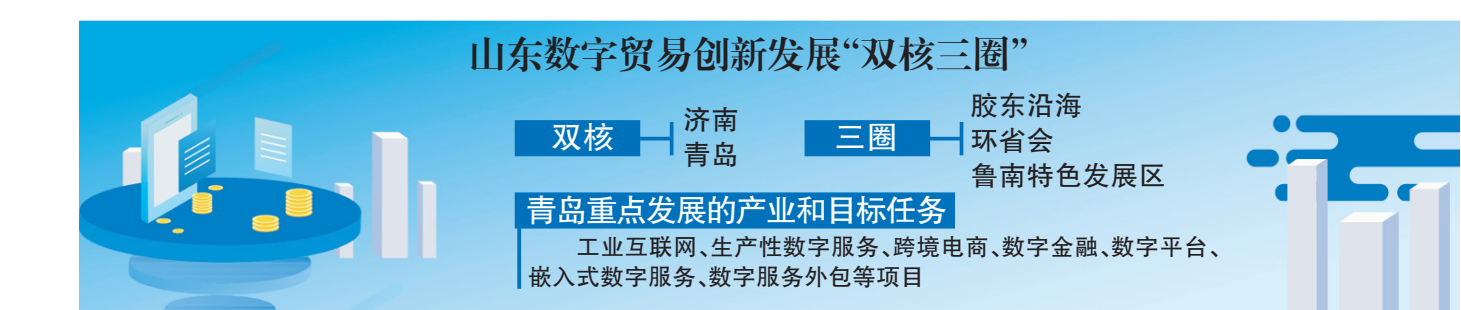 山东数字贸易创新发展“双核三圈”
双核
济南
青岛
三圈
胶东沿海
环省会
鲁南特色发展区
青岛重点发展的产业和目标任务
工业互联网、生产性数字服务、跨境电商、数字金融、数字平台、
嵌入式数字服务、数字服务外包等项目